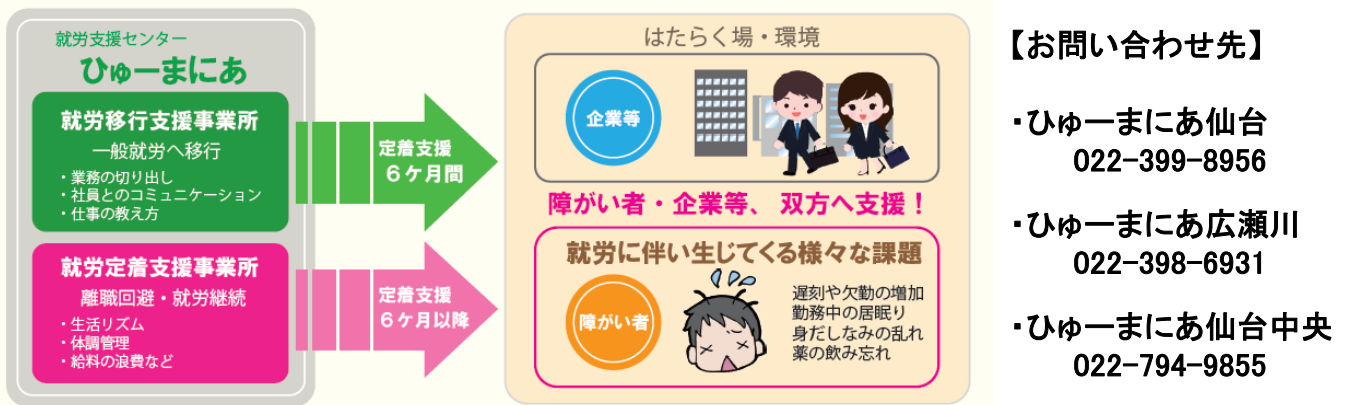 就労支援センター
ひゅーまにあ
就労移行支援事業所
一般就労へ移行
・業務の切り出し
・社員とのコミュニケーション
・仕事の教え方
就労定着支援事業所
離職回避・就労継続
・生活リズム
・体調管理
・給料の浪費など
定着支援
6ケ月間
定着支援
6ケ月以降
はたらく場・環境
企業等
障がい者・企業等、双方へ支援！
就労に伴い生じてくる様々な課題
障がい者
遅刻や欠勤の増加
勤務中の居眠り
身だしなみの乱れ
薬の飲み忘れ
【お問い合わせ先】
・ひゅーまにあ仙台
022-399-8956
・ひゅーまにあ広瀬川
022-398-6931
・ひゅーまにあ仙台中央
022-794-9855